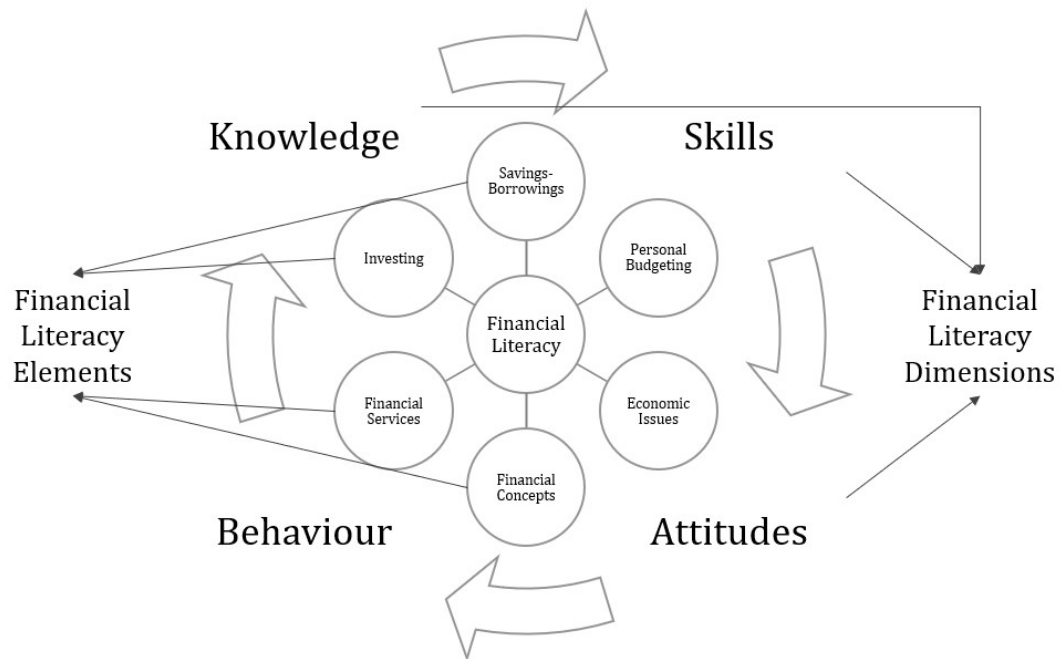 Knowledge
Skills
Savings-
Borrowings
Investing
Personal
Budgeting
Financial
Literacy
Elements
Financial
Literacy
Financial
Literacy
Dimensions
Financial
Services
Economic
Issues
Financial
Concepts
Behaviour
Attitudes